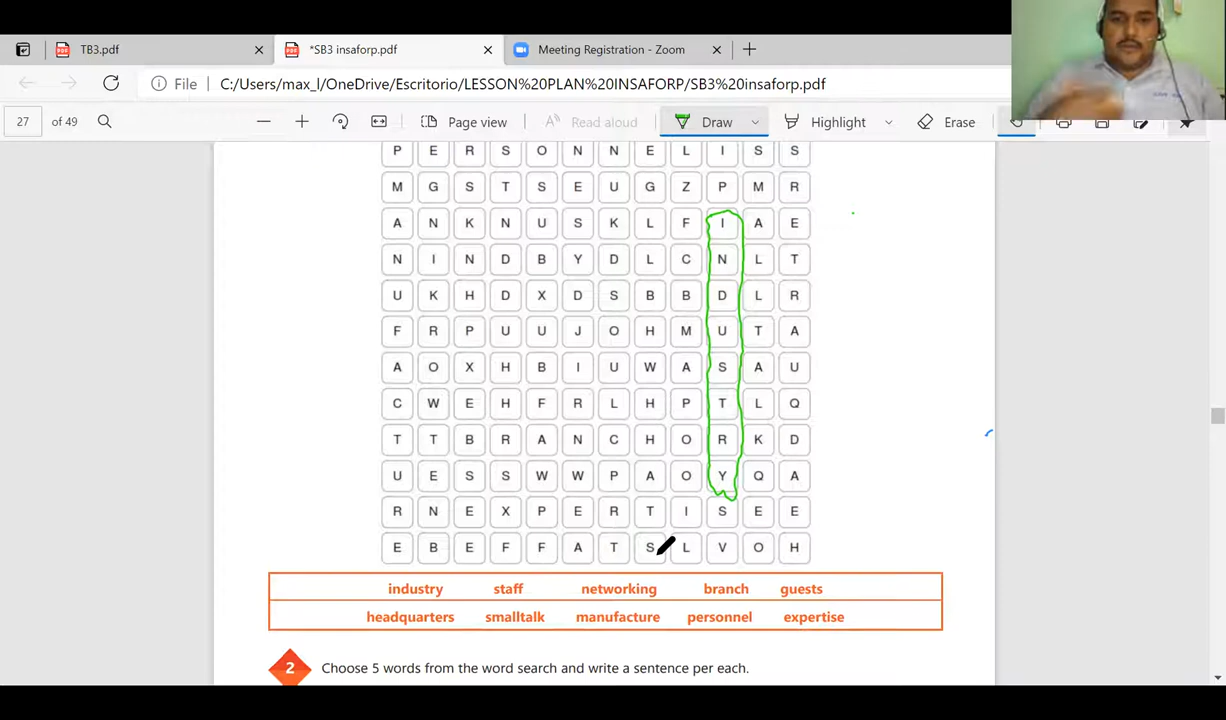 TB3.pdf *SB3 insaforp.pdf Meeting Registration - Zoom
File C:/Users/max_l/OneDrive/Escritorio/LESSON%20PLAN%20INSAFORP/SB3%20insaforp.pdf
27 of 49 Page view Read aloud Draw Highlight Erase
P E R S O N N E L I S S
M G S T S E U G Z P M R
A N K N U S K L F I A E
N I N D B Y D L C N L T
U K H D X D S B B D L R
F R P U U J O H M U T A
A O X H B I U W A S A U
C W E H F R L H P T L Q
T T B R A N C H O R K D
U E S S W W P A O Y Q A
R N E X P E R T I S E E
E B E F F A T S L V O H
industry staff networking branch guests
headquarters smalltalk manufacture personnel expertise
2 Choose 5 words from the word search and write a sentence per each.